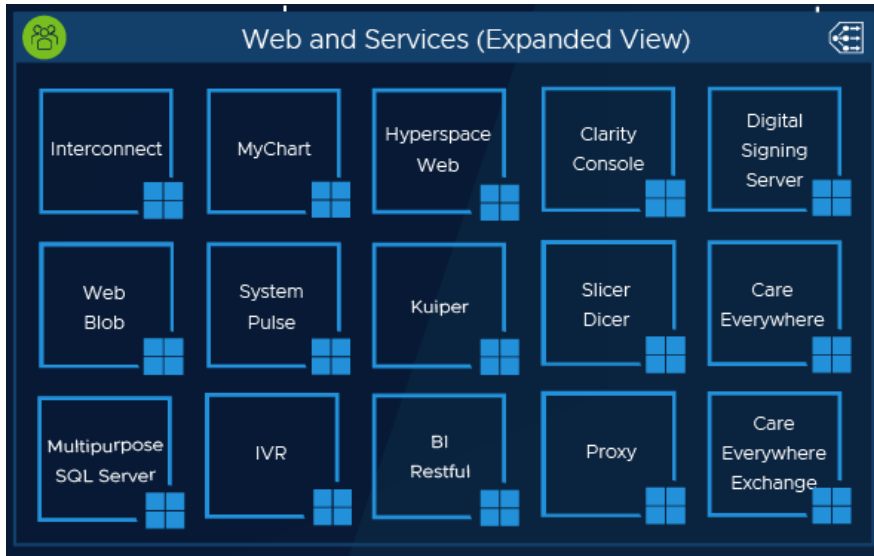 Web and Services (Expanded View)
Interconnect
MyChart
Hyperspace
Web
Clarity
Console
Digital
Signing
Server
Web
Blob
System
Pulse
Kuiper
Slicer
Dicer
Care
Everywhere
Multipurpose
SQL Server
IVR
BI
Restful
Proxy
Care
Everywhere
Exchange